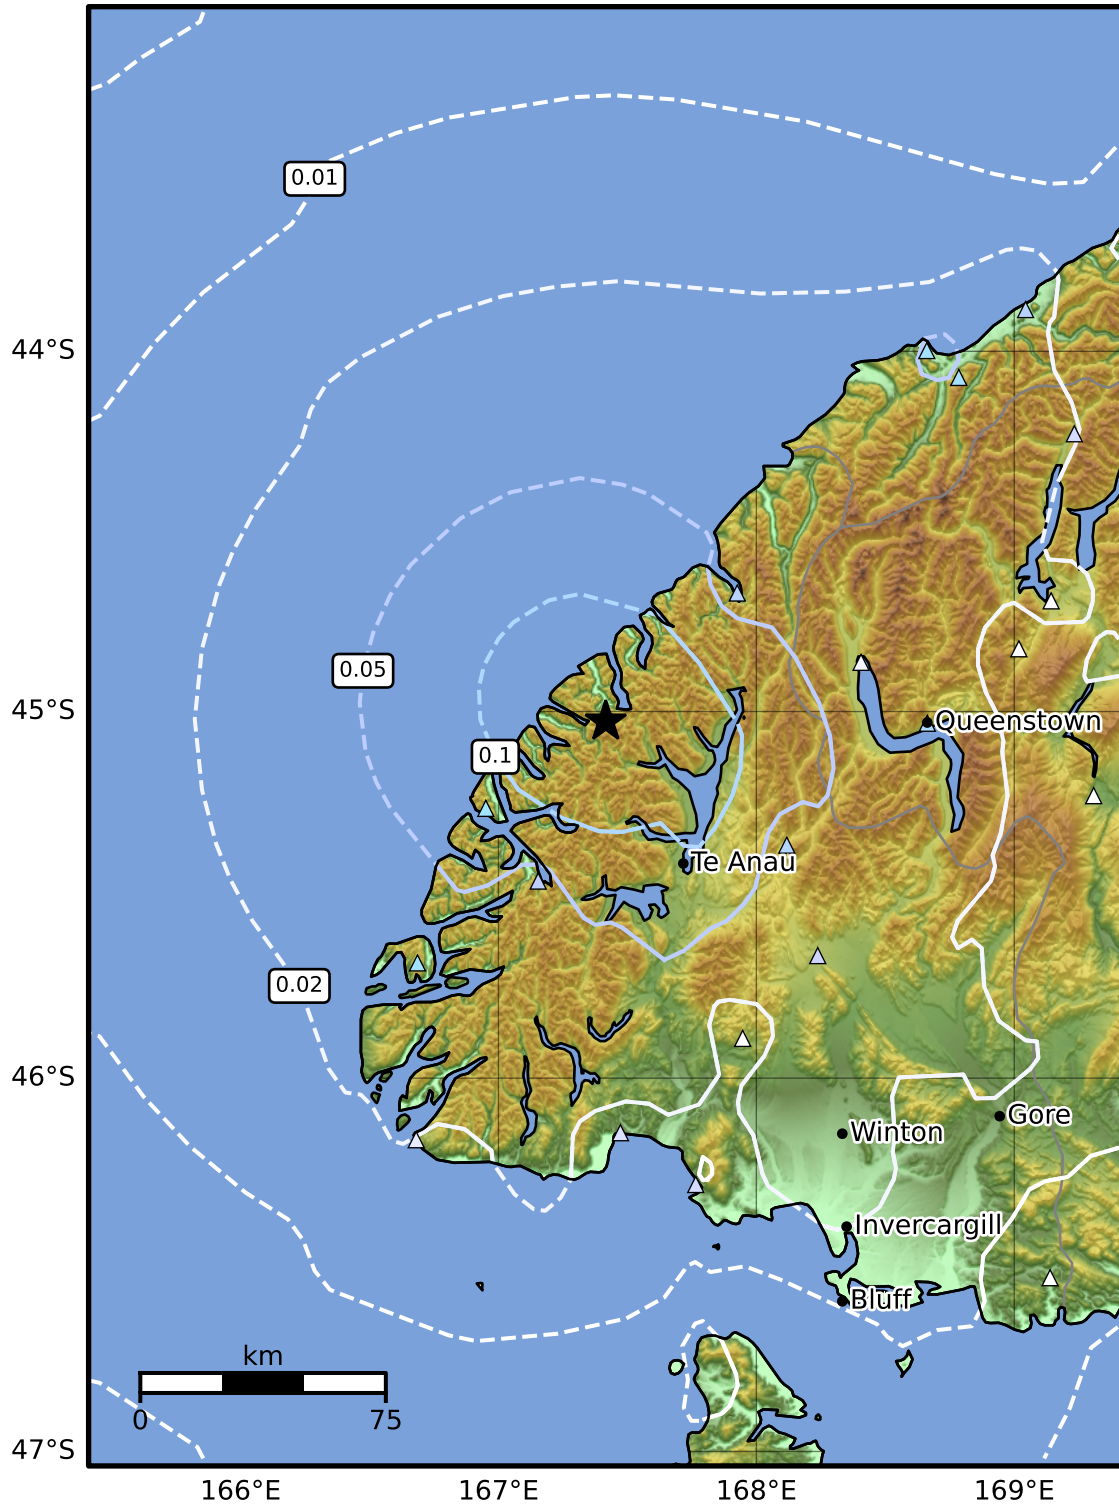 0.01
44°S
0.05
45°S
Queenstown
0.1
Te Anau
0.02
46°S
Gore
Winton
Invercargill
Bluff
km
0 75
47°S
166°E 167°E 168°E 169°E